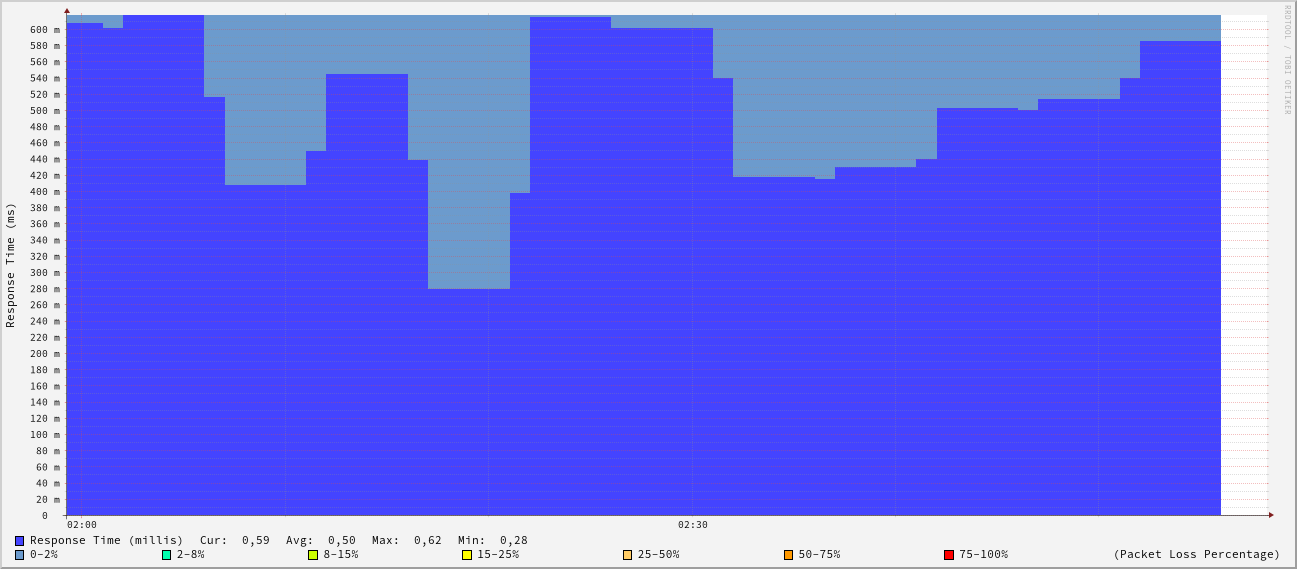 RRDTOOL / TOBI OETIKER
Response Time (ms)
600 m
580 m
560 m
540 m
520 m
500 m
480 m
460 m
440 m
420 m
400 m
380 m
360 m
340 m
320 m
300 m
280 m
260 m
240 m
220 m
200 m
180 m
160 m
140 m
120 m
100 m
80 m
60 m
40 m
20 m
0
02:00 02:30
Response Time (millis) Cur: 0,59 Avg: 0,50 Max: 0,62 Min: 0,28
0-2% 2-8% 8-15% 15-25% 25-50% 50-75% 75-100% (Packet Loss Percentage)